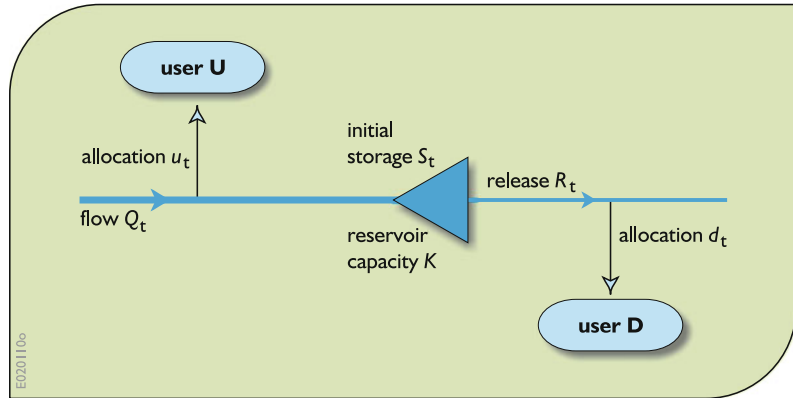 user U
allocation uₜ
initial
storage Sₜ
release Rₜ
flow Qₜ
reservoir
capacity K
allocation dₜ
user D
E020110o